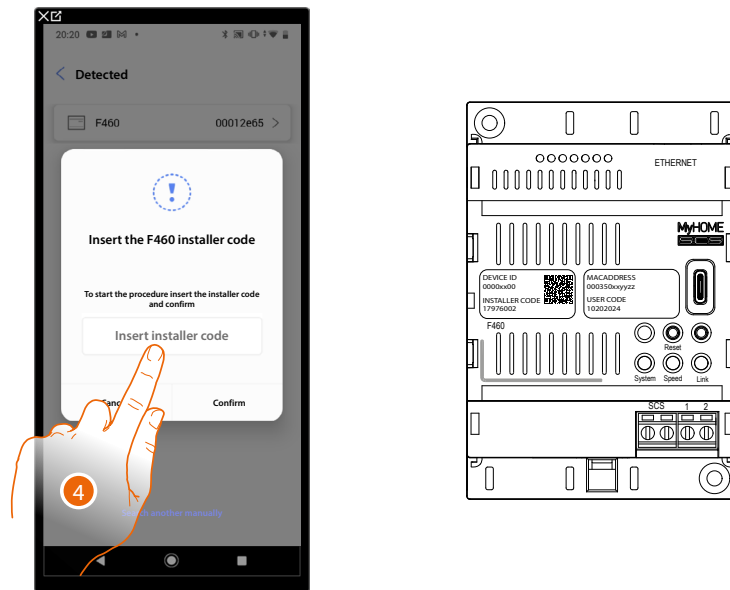 20:20
Detected
F460 00012e65
Insert the F460 installer code
To start the procedure insert the installer code
and confirm
Insert installer code
Confirm
another manually
4
ETHERNET
MyHOME
SCS
DEVICE ID
0000xx00
INSTALLER CODE
17976002
MACADDRESS
000350xxyyzz
USER CODE
10202024
F460
Reset
System Speed Link
SCS 1 2